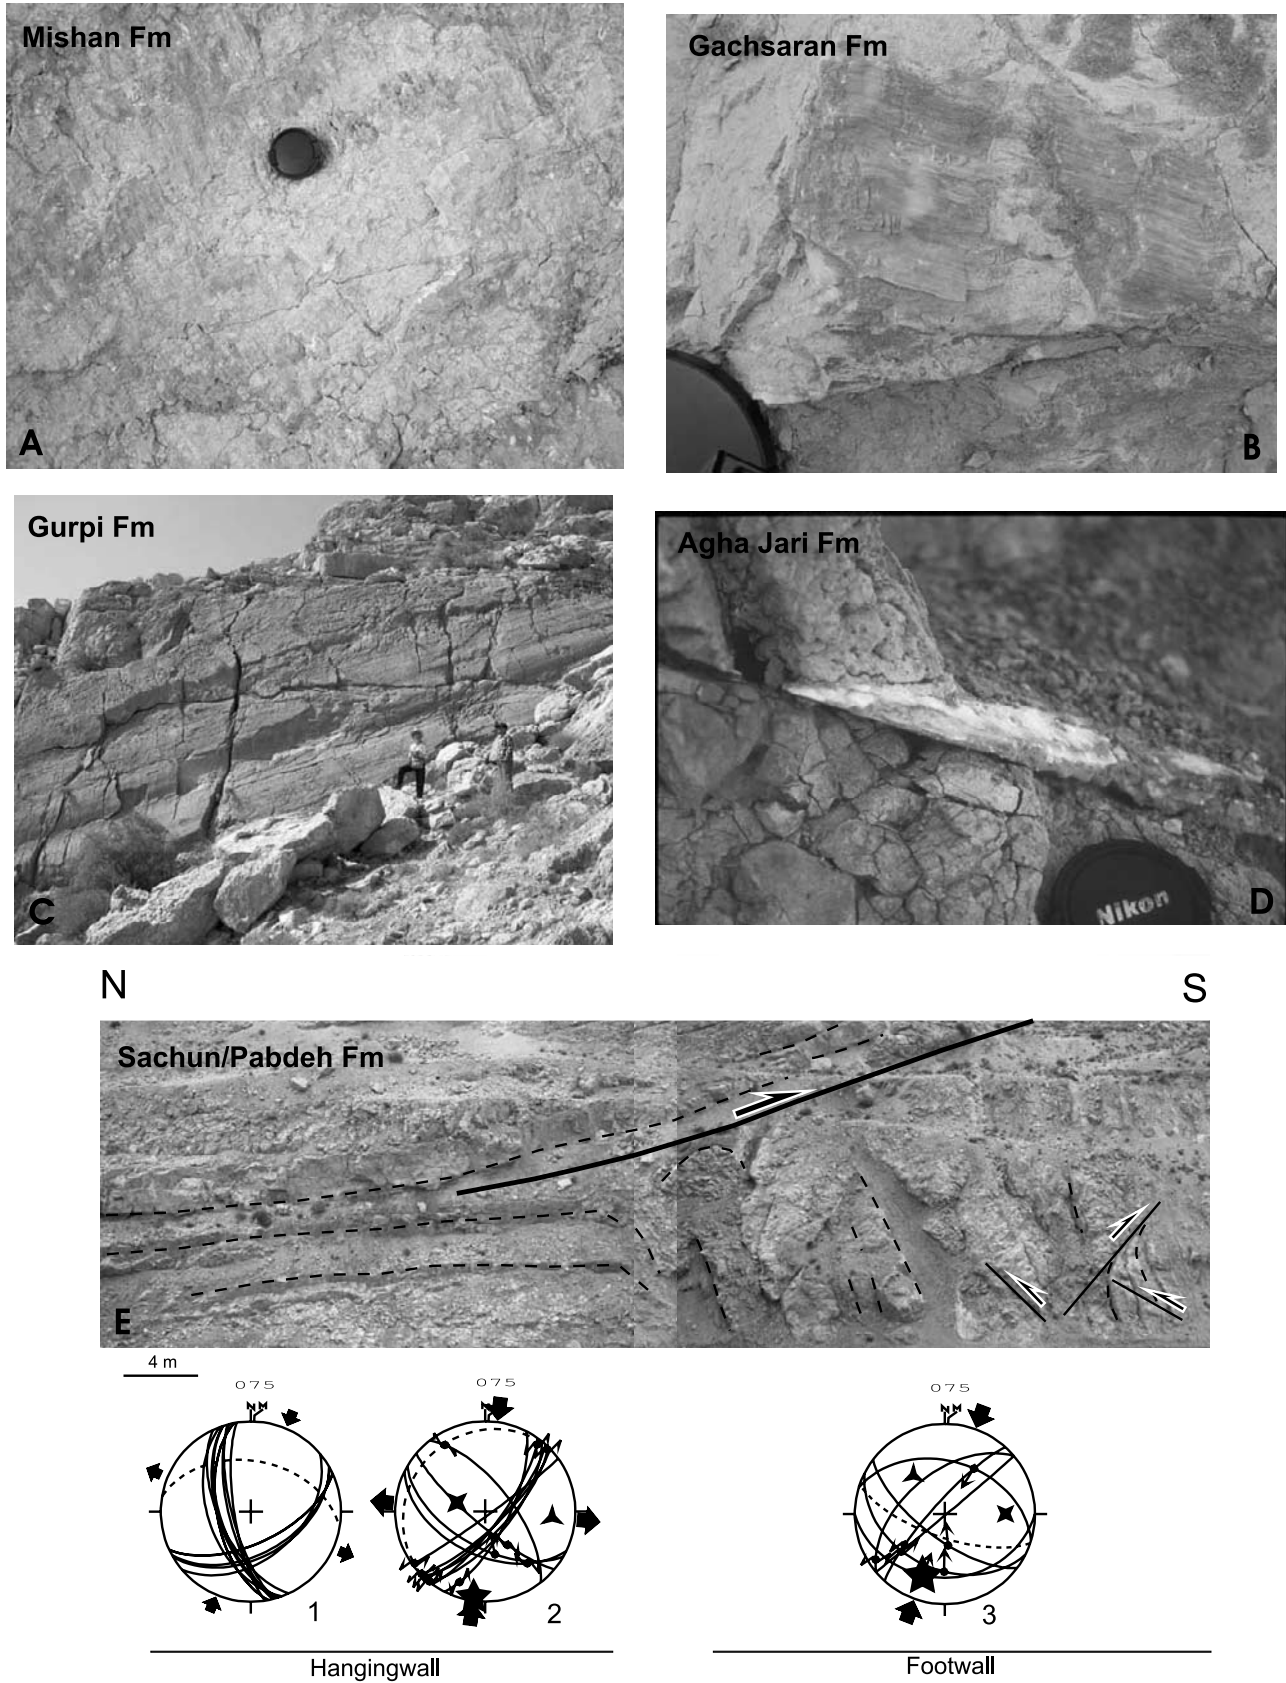 Mishan Fm
A
Gachsaran Fm
B
Gurpi Fm
C
Agha Jari Fm
Nikon
D
N
S
Sachun/Pabdeh Fm
E
4 m
075
N M
1
075
N
2
075
N M
3
Hangingwall
Footwall